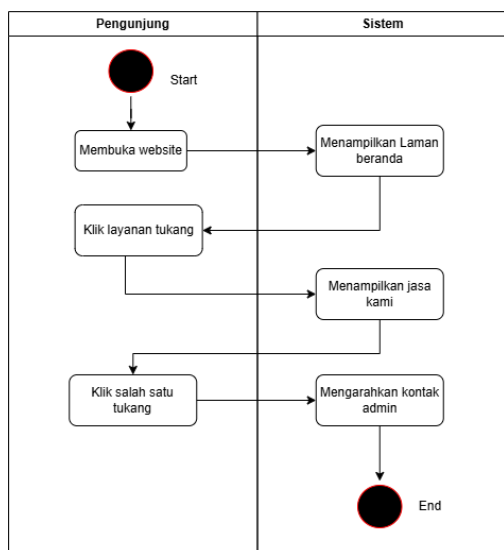 Pengunjung
Sistem
Start
Membuka website
Menampilkan Laman
beranda
Klik layanan tukang
Menampilkan jasa
kami
Klik salah satu
tukang
Mengarahkan kontak
admin
End